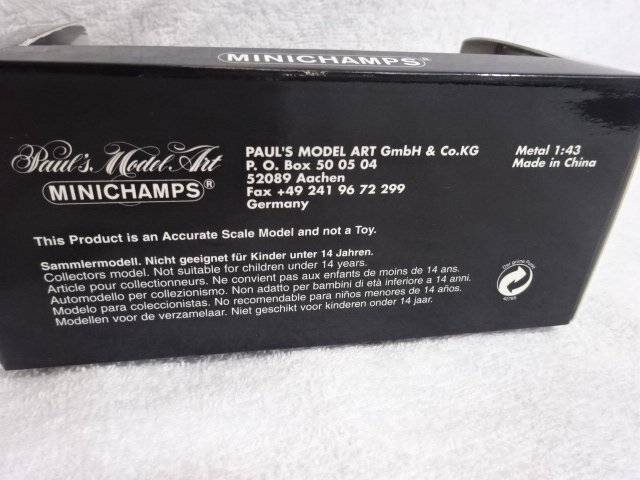 MINICHAMPS®
Paul's Model Art
MINICHAMPS®
PAUL'S MODEL ART GmbH & Co.KG
P. O. Box 50 05 04
52089 Aachen
Fax +49 241 96 72 299
Germany
Metal 1:43
Made in China
This Product is an Accurate Scale Model and not a Toy.
Sammlermodell. Nicht geeignet für Kinder unter 14 Jahren.
Collectors model. Not suitable for children under 14 years.
Article pour collectionneurs. Ne convient pas aux enfants de moins de 14 ans.
Automodello per collezionismo. Non adatto per bambini di età inferiore a 14 anni.
Modelo para coleccionistas. No recomendable para niños menores de 14 años.
Modellen voor de verzamelaar. Niet geschikt voor kinderen onder 14 jaar.
Der grüne Punkt